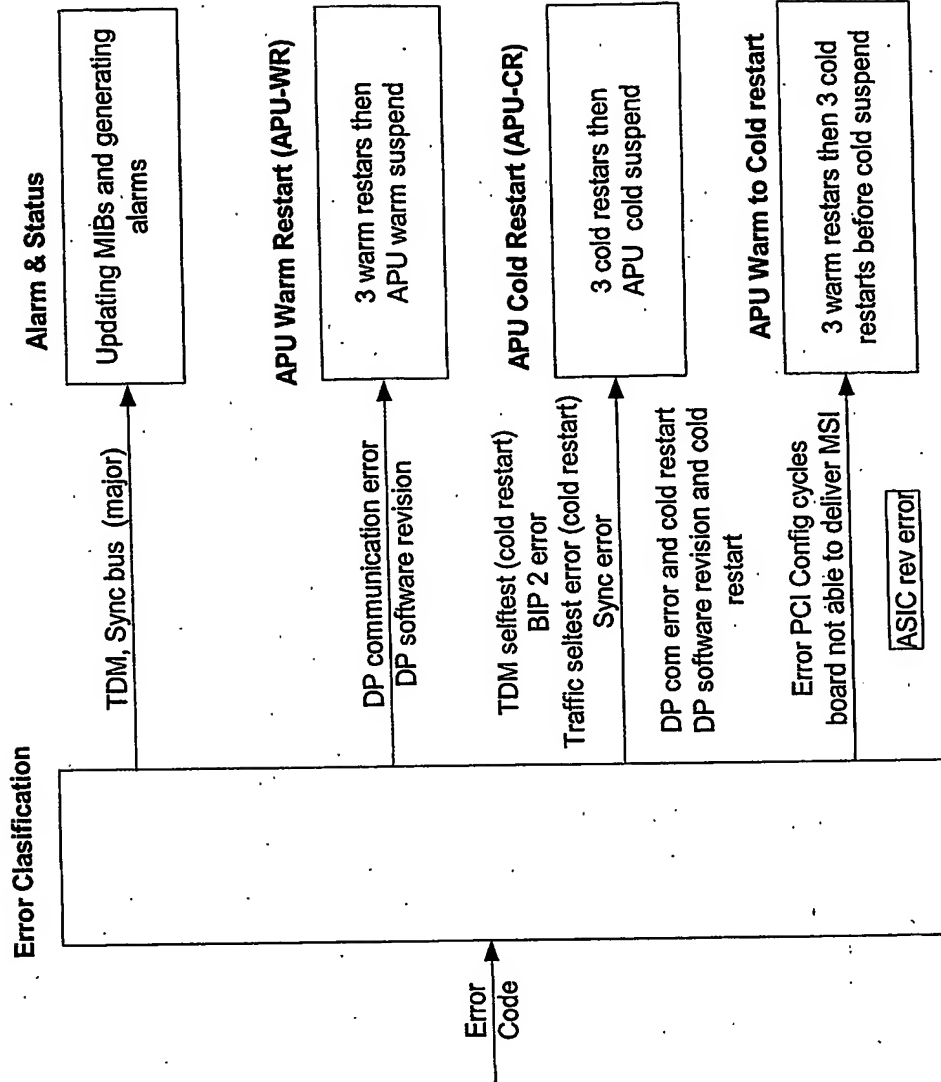 Error Clasification
Error
Code
TDM, Sync bus (major)
Alarm & Status
Updating MIBs and generating
alarms
DP communication error
DP software revision
APU Warm Restart (APU-WR)
3 warm restars then
APU warm suspend
TDM selftest (cold restart)
BIP 2 error
Traffic seltest error (cold restart)
Sync error
DP com error and cold restart
DP software revision and cold
restart
APU Cold Restart (APU-CR)
3 cold restars then
APU cold suspend
Error PCI Config cycles
board not able to deliver MSI
ASIC rev error
APU Warm to Cold restart
3 warm restars then 3 cold
restars before cold suspend